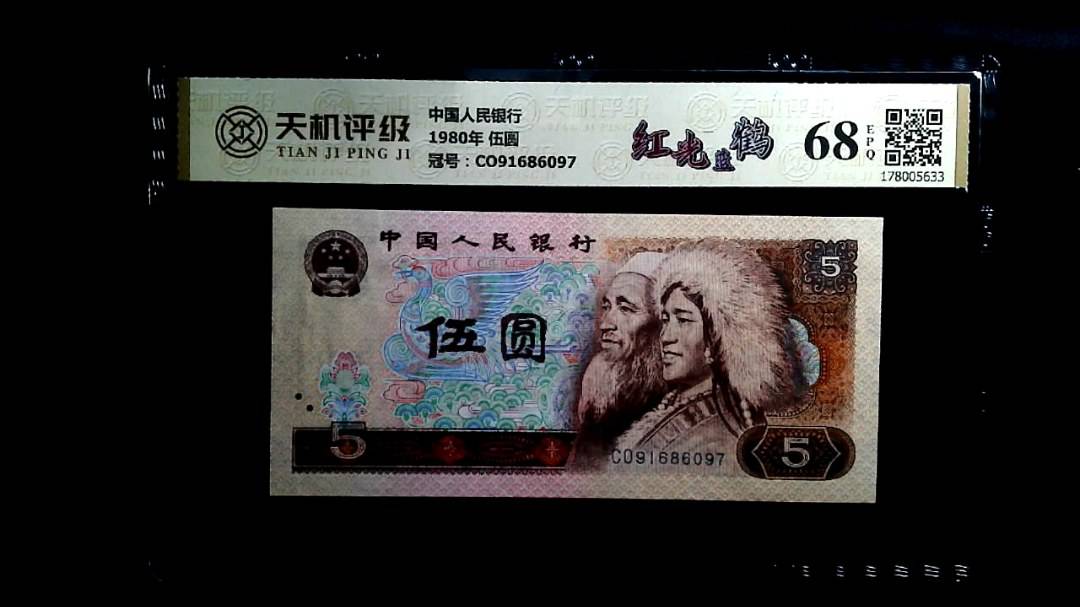 天机评级
TIAN JI PING JI
中国人民银行
1980年 伍圆
冠号：CO91686097
红光蓝鹤
68
EPQ
178005633
中国人民银行
5
伍圆
5
CO91686097
5